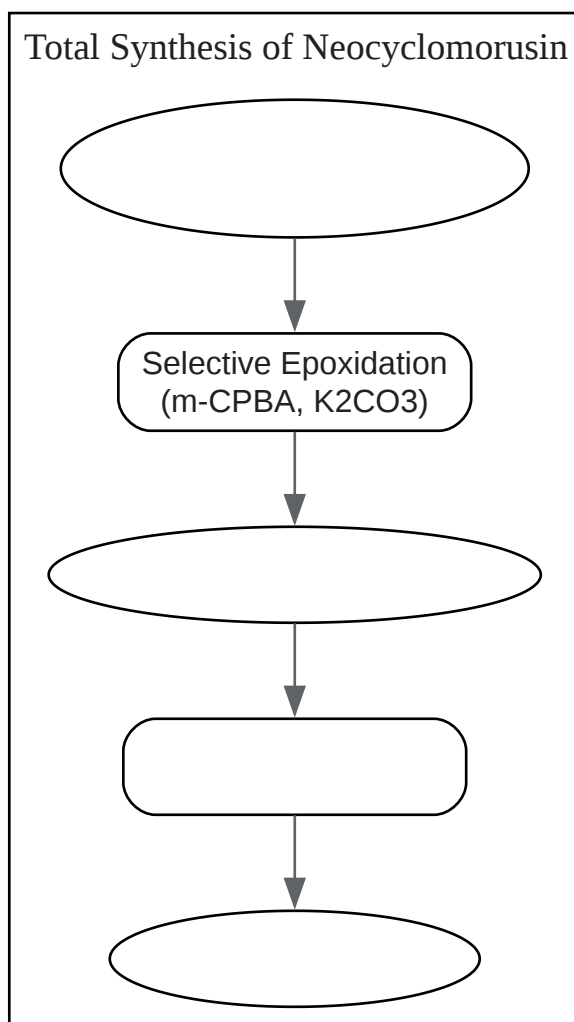 Total Synthesis of Neocyclomorusin
Selective Epoxidation
(m-CPBA, K2CO3)